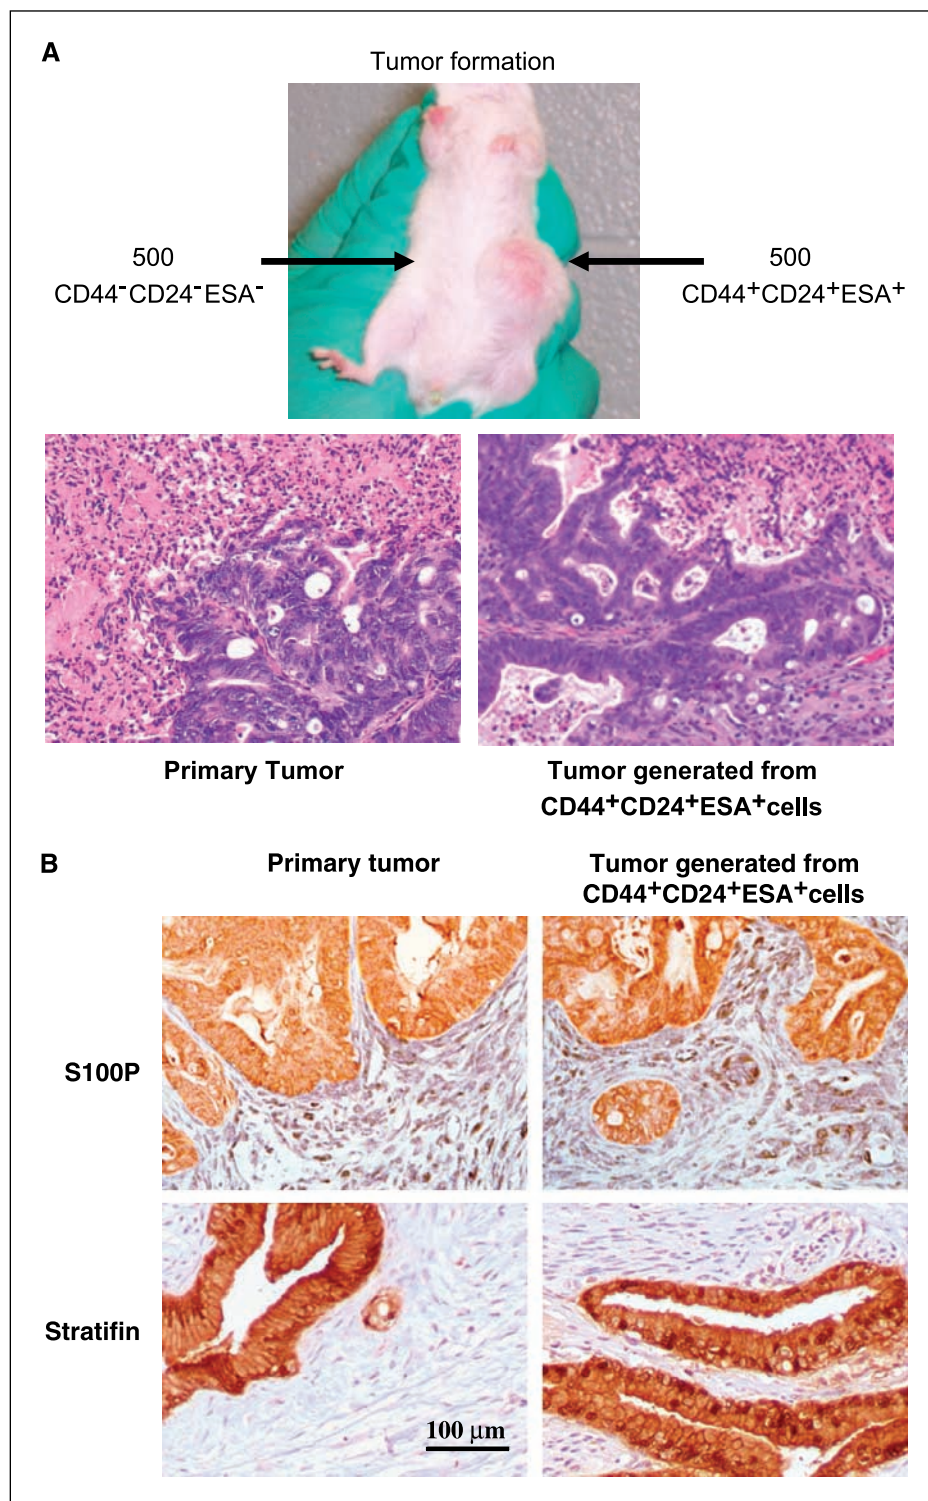 A
Tumor formation
500
CD44⁻CD24⁻ESA⁻
500
CD44⁺CD24⁺ESA⁺
Primary Tumor
Tumor generated from
CD44⁺CD24⁺ESA⁺cells
B
Primary tumor
Tumor generated from
CD44⁺CD24⁺ESA⁺cells
S100P
Stratifin
100 μm